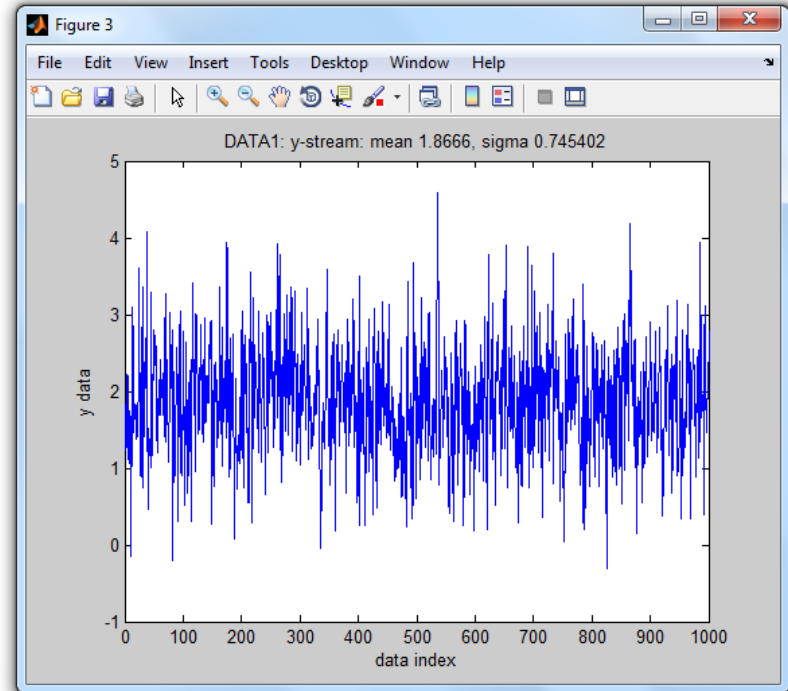 Figure 3
File Edit View Insert Tools Desktop Window Help
DATA1: y-stream: mean 1.8666, sigma 0.745402
5
4
3
2
1
0
-1
y data
0 100 200 300 400 500 600 700 800 900 1000
data index